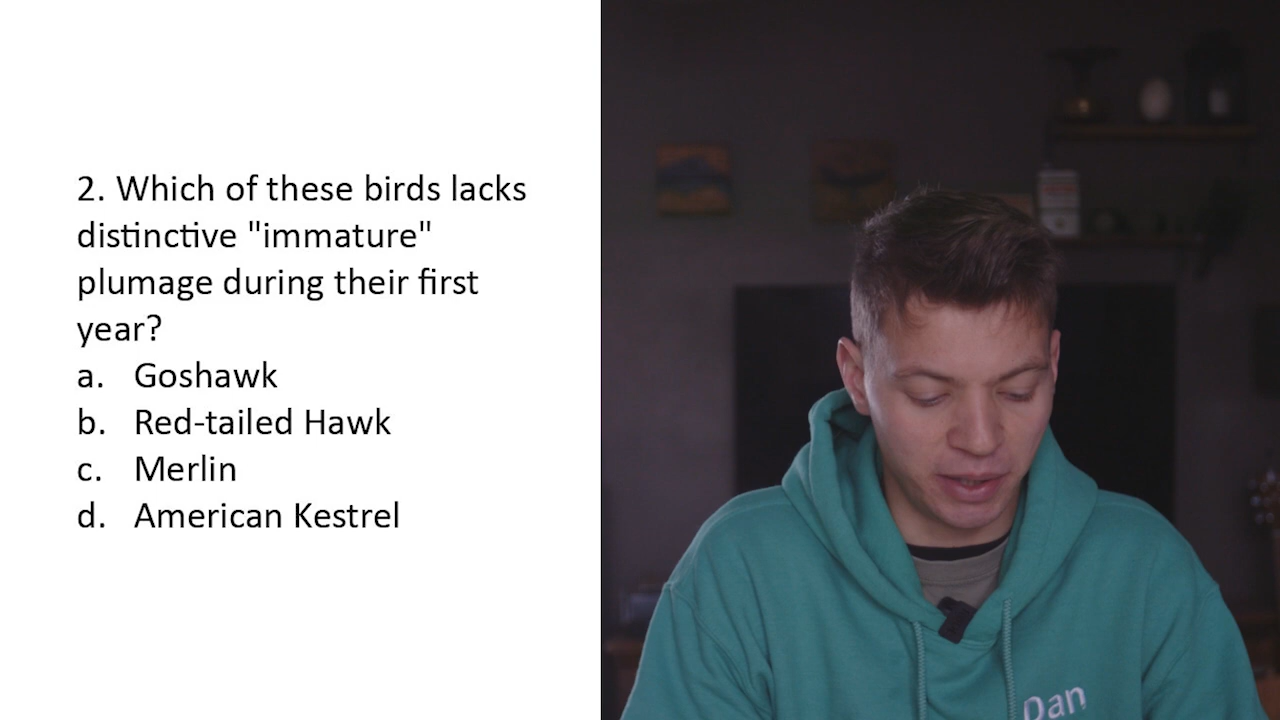 2. Which of these birds lacks
distinctive "immature"
plumage during their first
year?
a. Goshawk
b. Red-tailed Hawk
c. Merlin
d. American Kestrel
Dan